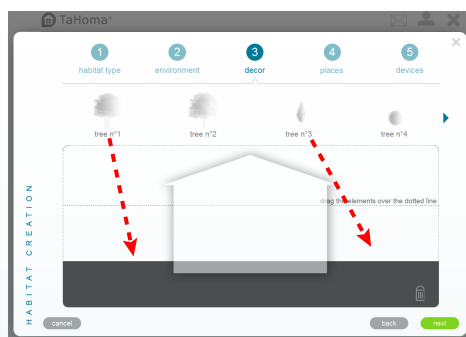 TaHoma®
1 2 3 4 5
habitat type environment decor places devices
tree n°1 tree n°2 tree n°3 tree n°4
drag the elements over the dotted line
HABITAT CREATION
cancel back next